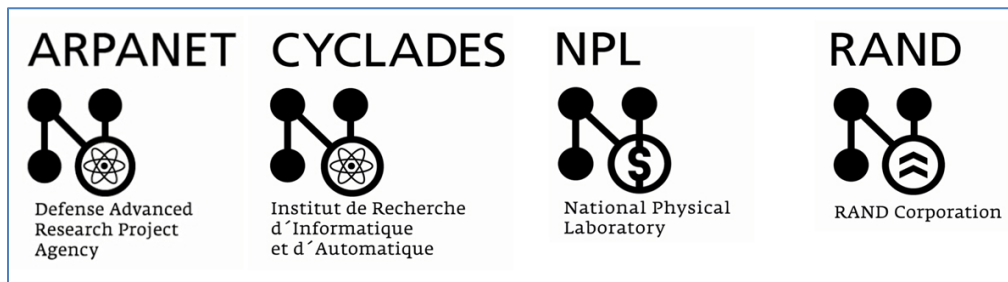 ARPANET
Defense Advanced
Research Project
Agency
CYCLADES
Institut de Recherche
d´Informatique
et d´Automatique
NPL
$
National Physical
Laboratory
RAND
RAND Corporation